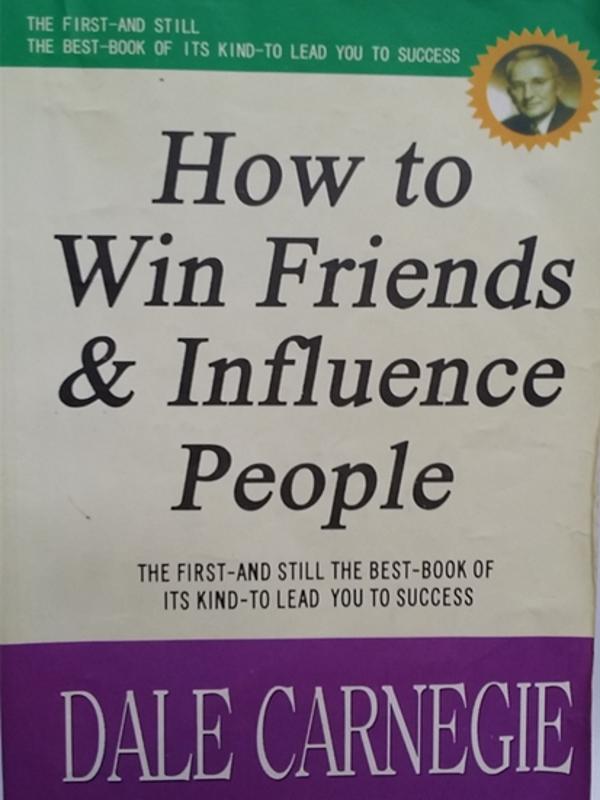 THE FIRST-AND STILL
THE BEST-BOOK OF ITS KIND-TO LEAD YOU TO SUCCESS
How to
Win Friends
& Influence
People
THE FIRST-AND STILL THE BEST-BOOK OF
ITS KIND-TO LEAD YOU TO SUCCESS
DALE CARNEGIE